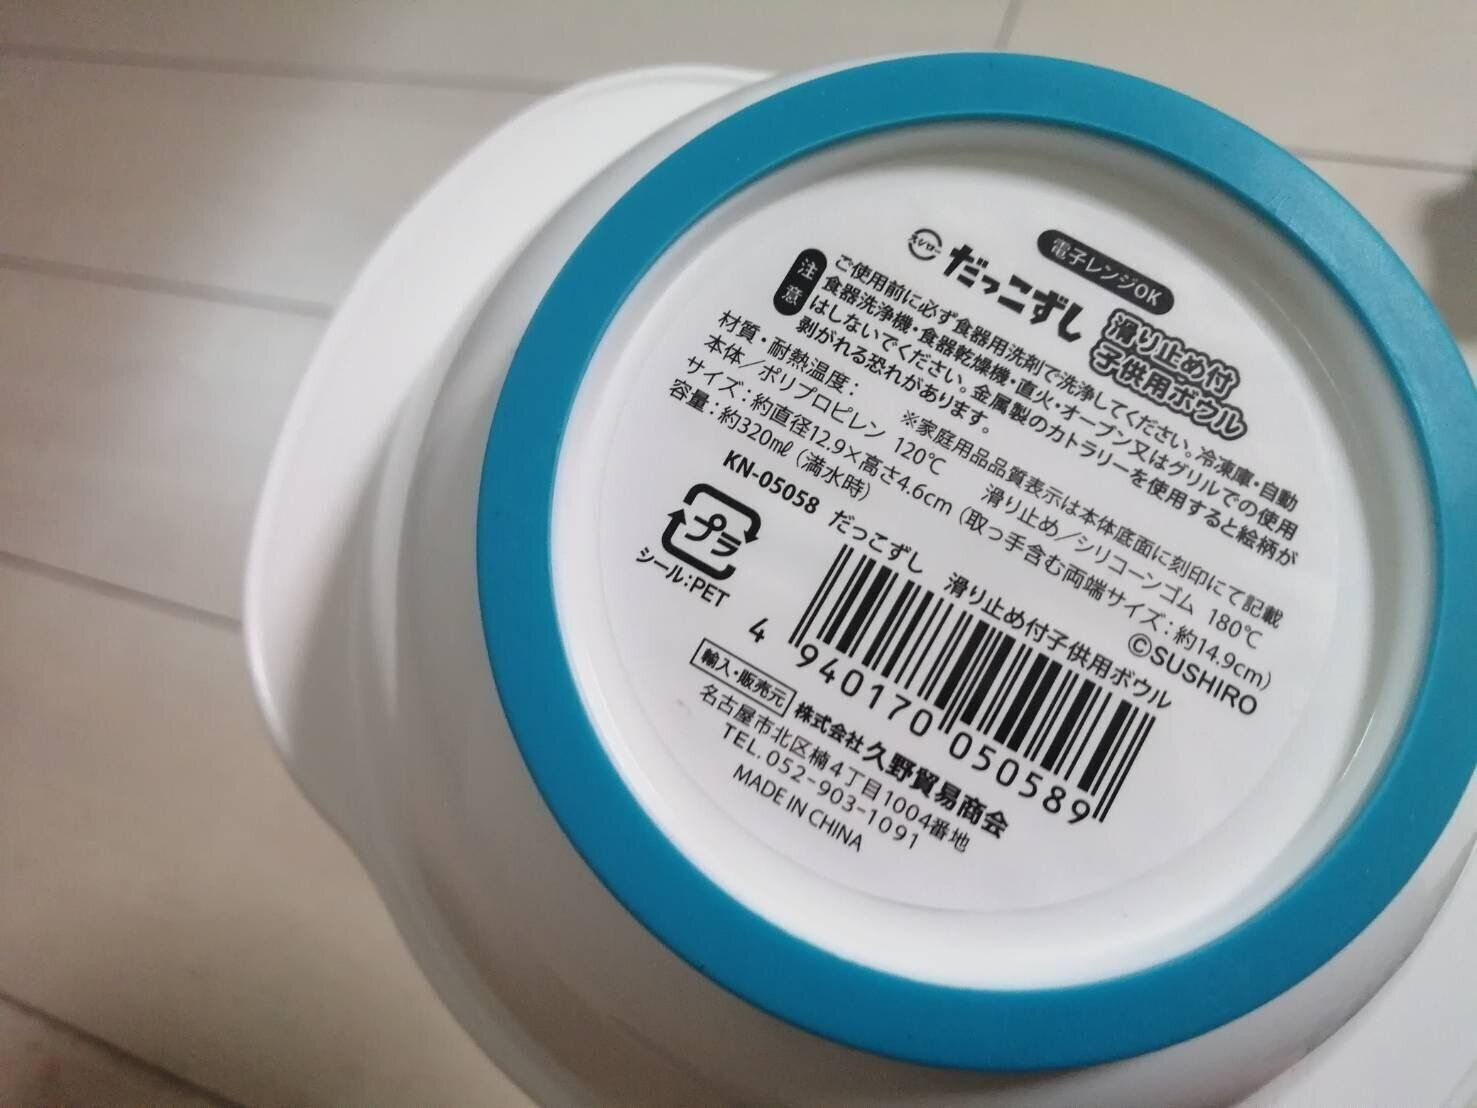 電子レンジOK
スシロー
だっこずし
滑り止め付
子供用ボウル
注意
ご使用前に必ず食器用洗剤で洗浄してください。冷凍庫・自動
食器洗浄機・食器乾燥機・直火・オーブン又はグリルでの使用
はしないでください。金属製のカトラリーを使用すると絵柄が
剥がれる恐れがあります。
※家庭用品品質表示は本体底面に刻印にて記載
材質・耐熱温度：
本体／ポリプロピレン 120℃ 滑り止め／シリコーンゴム 180℃
サイズ：約直径12.9×高さ4.6cm（取っ手含む両端サイズ：約14.9cm）
容量：約320㎖（満水時）
©SUSHIRO
KN-05058 だっこずし 滑り止め付子供用ボウル
プラ
シール:PET
4 940170 050589
輸入・販売元 株式会社 久野貿易商会
名古屋市北区楠4丁目1004番地
TEL. 052-903-1091
MADE IN CHINA